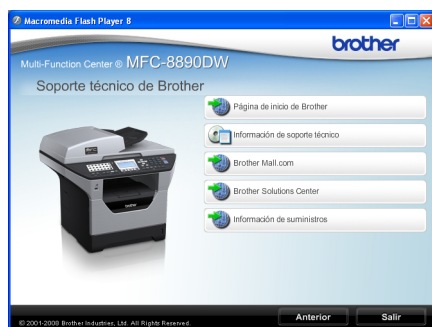 Macromedia Flash Player 8
brother
Multi-Function Center ® MFC-8890DW
Soporte técnico de Brother
Página de inicio de Brother
Información de soporte técnico
Brother Mall.com
Brother Solutions Center
Información de suministros
© 2001-2008 Brother Industries, Ltd. All Rights Reserved.
Anterior Salir